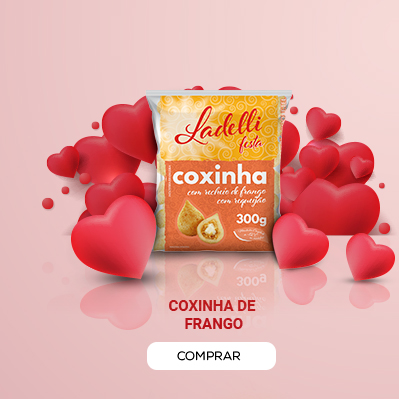 Ladelli
festa
coxinha
com recheio de frango
com requeijão
300g
COXINHA DE
FRANGO
COMPRAR